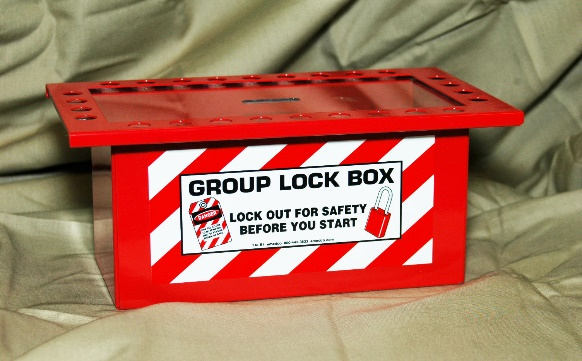 GROUP LOCK BOX
DANGER
LOCK OUT FOR SAFETY
BEFORE YOU START